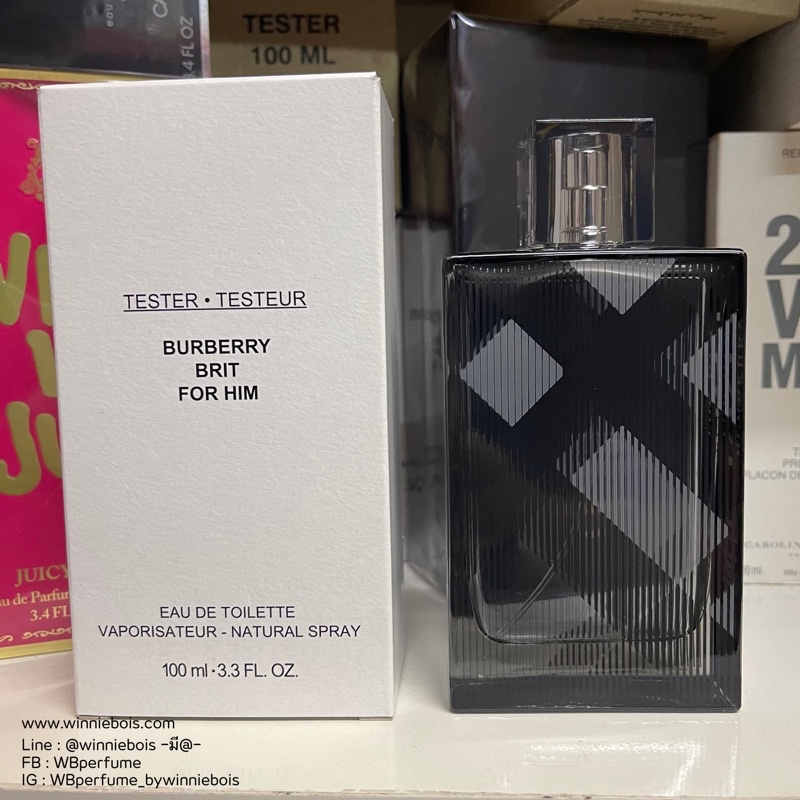 TESTER
100 ML
TESTER • TESTEUR
BURBERRY
BRIT
FOR HIM
EAU DE TOILETTE
VAPORISATEUR - NATURAL SPRAY
100 ml • 3.3 FL. OZ.
JUICY
3.4 FL
www.winniebois.com
Line : @winniebois -มี@-
FB : WBperfume
IG : WBperfume_bywinniebois